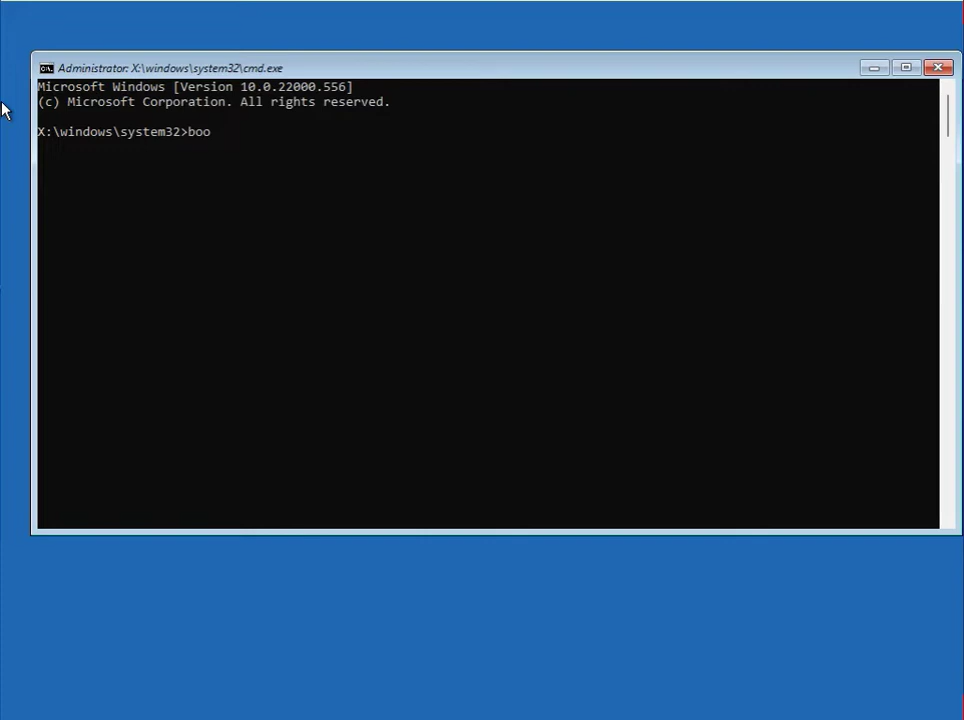 Administrator: X:\windows\system32\cmd.exe
Microsoft Windows [Version 10.0.22000.556]
(c) Microsoft Corporation. All rights reserved.
X:\windows\system32>boo